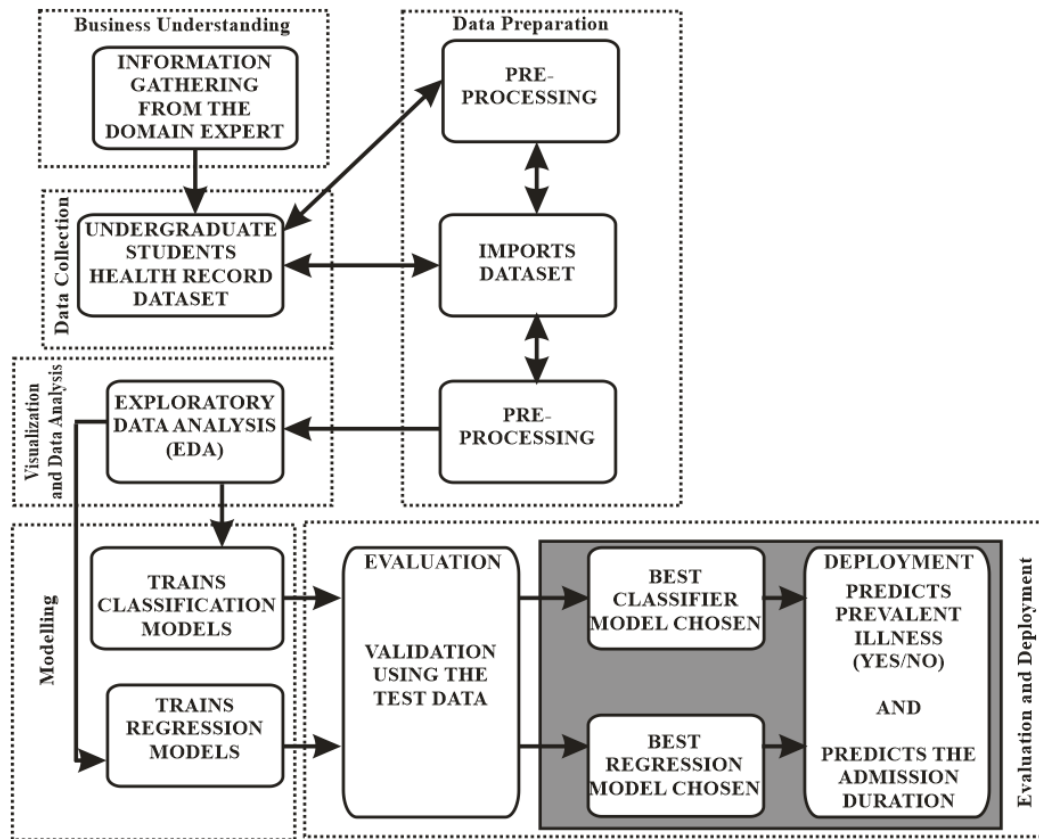 Business Understanding
INFORMATION
GATHERING
FROM THE
DOMAIN EXPERT
Data Preparation
PRE-
PROCESSING
Data Collection
UNDERGRADUATE
STUDENTS
HEALTH RECORD
DATASET
IMPORTS
DATASET
PRE-
PROCESSING
Visualization
and Data Analysis
EXPLORATORY
DATA ANALYSIS
(EDA)
Modelling
TRAINS
CLASSIFICATION
MODELS
TRAINS
REGRESSION
MODELS
EVALUATION
VALIDATION
USING THE
TEST DATA
BEST
CLASSIFIER
MODEL CHOSEN
BEST
REGRESSION
MODEL CHOSEN
DEPLOYMENT
PREDICTS
PREVALENT
ILLNESS
(YES/NO)
AND
PREDICTS THE
ADMISSION
DURATION
Evaluation and Deployment